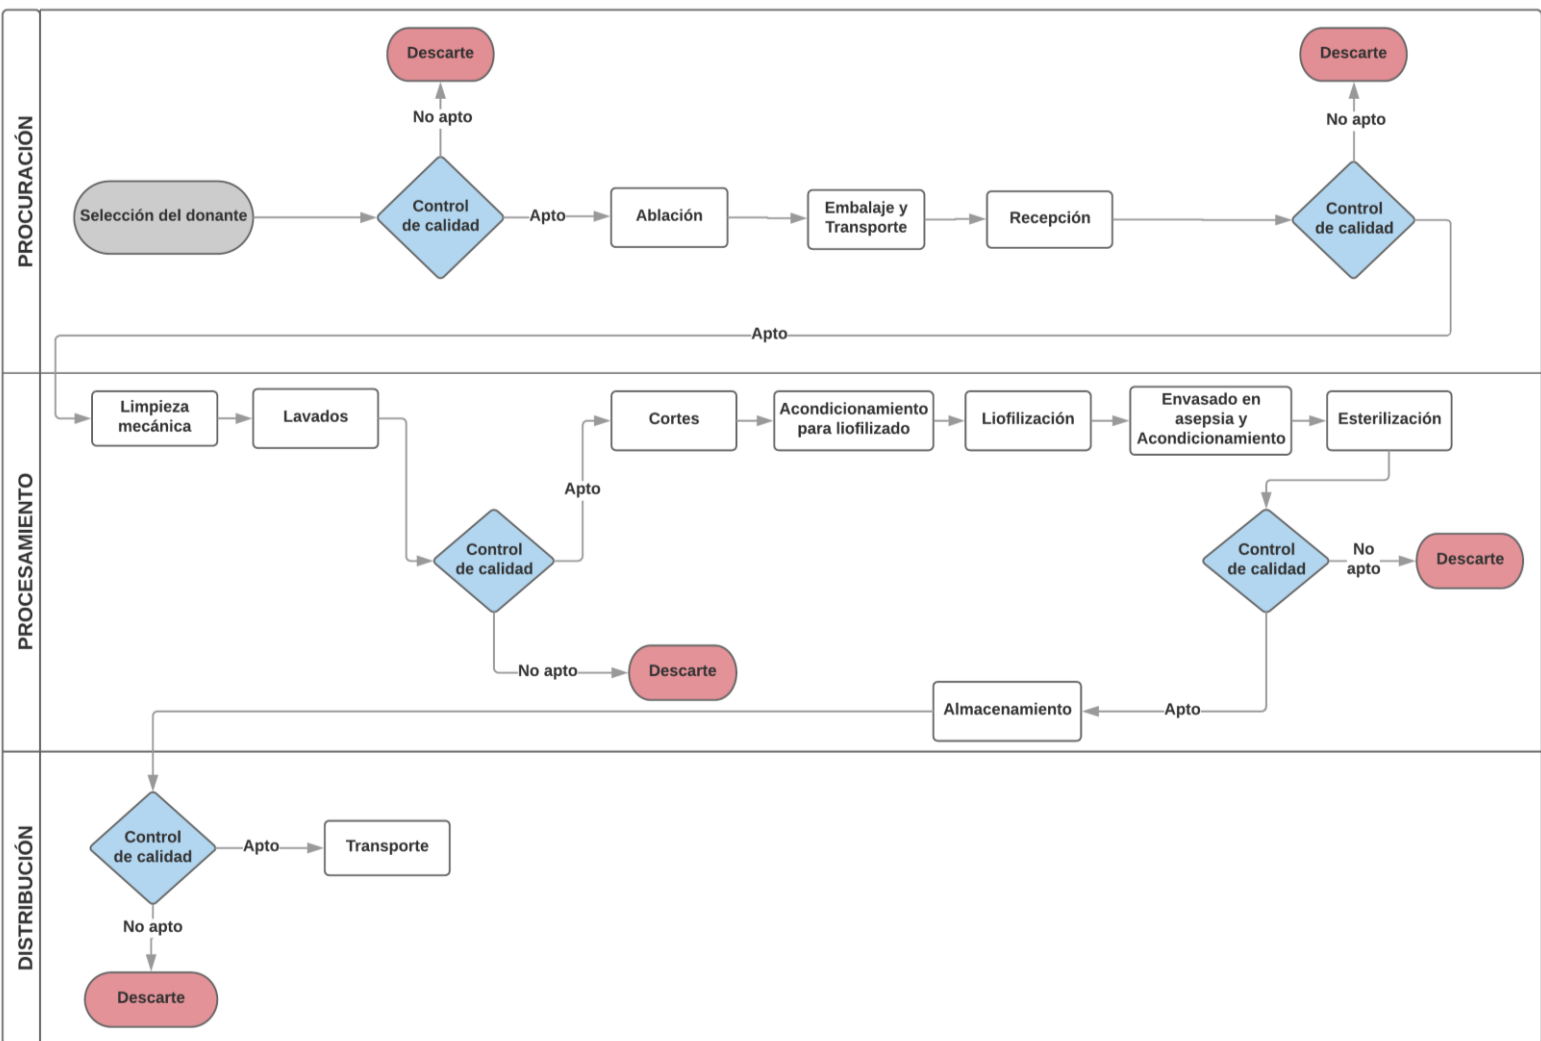 PROCURACIÓN
Descarte
Descarte
No apto
No apto
Selección del donante
Control
de calidad
Apto
Ablación
Embalaje y
Transporte
Recepción
Control
de calidad
Apto
PROCESAMIENTO
Limpieza
mecánica
Lavados
Cortes
Acondicionamiento
para liofilizado
Liofilización
Envasado en
asepsia y
Acondicionamiento
Esterilización
Apto
Control
de calidad
No apto
Descarte
Control
de calidad
No
apto
Descarte
Apto
Almacenamiento
DISTRIBUCIÓN
Control
de calidad
Apto
Transporte
No apto
Descarte